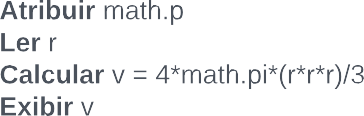 Atribuir math.p
Ler r
Calcular v = 4*math.pi*(r*r*r)/3
Exibir v